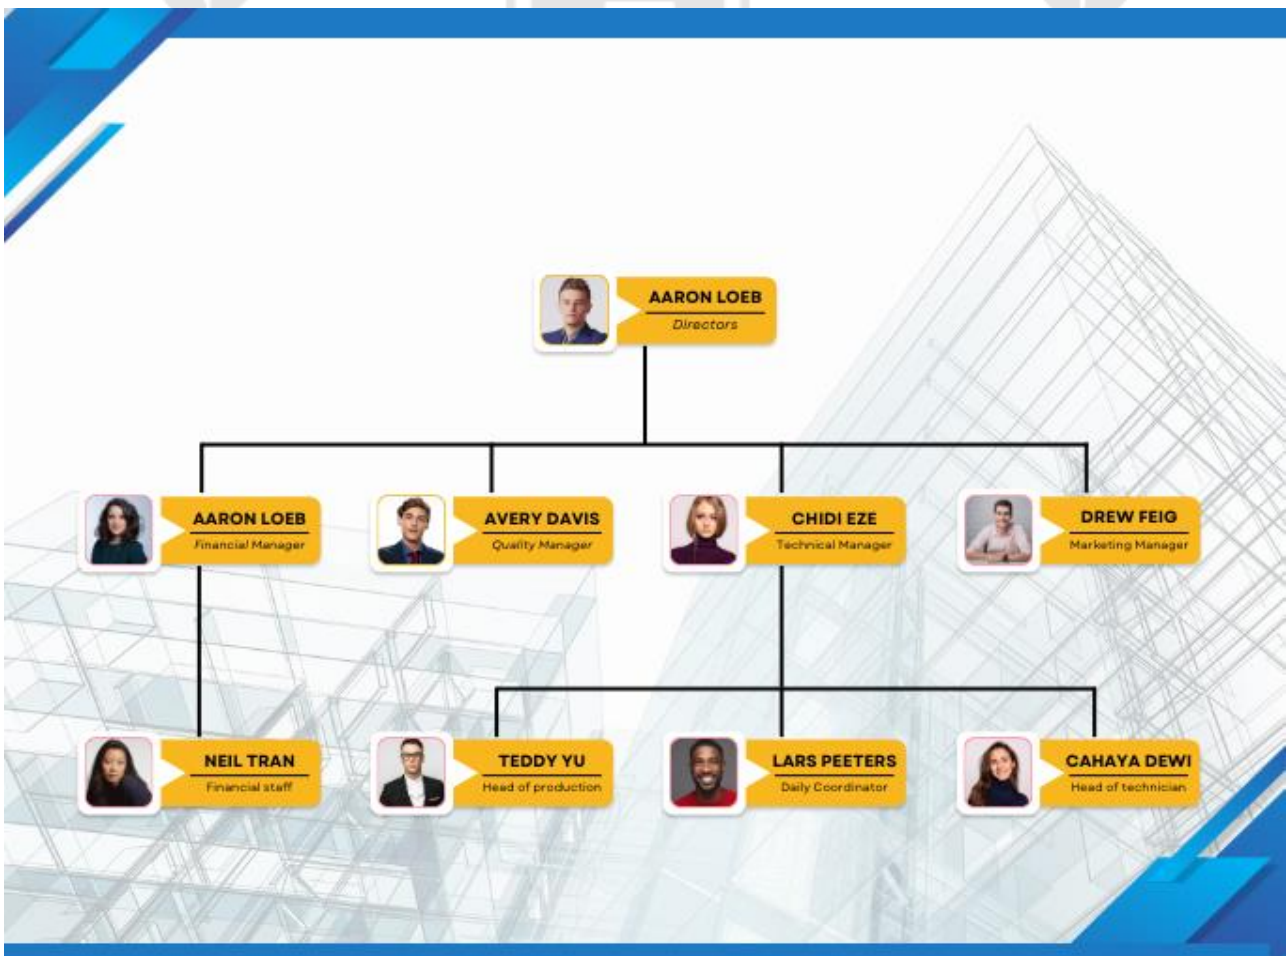 AARON LOEB
Directors
AARON LOEB
Financial Manager
AVERY DAVIS
Quality Manager
CHIDI EZE
Technical Manager
DREW FEIG
Marketing Manager
NEIL TRAN
Financial staff
TEDDY YU
Head of production
LARS PEETERS
Daily Coordinator
CAHAYA DEWI
Head of technician